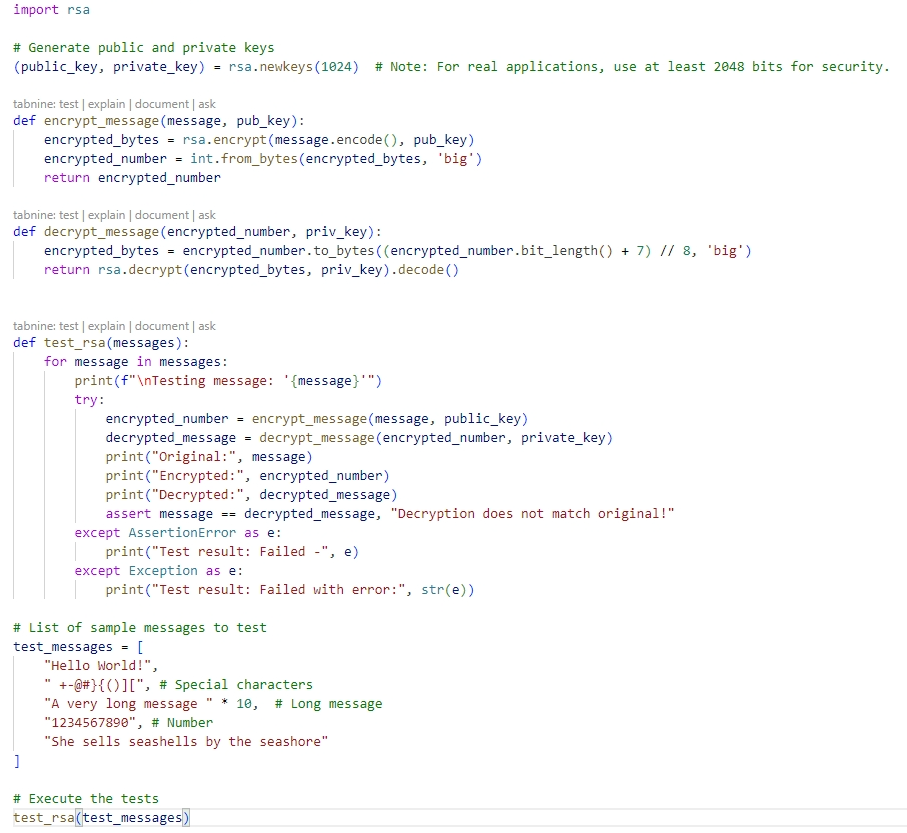 import rsa
# Generate public and private keys
(public_key, private_key) = rsa.newkeys(1024)  # Note: For real applications, use at least 2048 bits for security.
tabnine: test | explain | document | ask
def encrypt_message(message, pub_key):
    encrypted_bytes = rsa.encrypt(message.encode(), pub_key)
    encrypted_number = int.from_bytes(encrypted_bytes, 'big')
    return encrypted_number
tabnine: test | explain | document | ask
def decrypt_message(encrypted_number, priv_key):
    encrypted_bytes = encrypted_number.to_bytes((encrypted_number.bit_length() + 7) // 8, 'big')
    return rsa.decrypt(encrypted_bytes, priv_key).decode()
tabnine: test | explain | document | ask
def test_rsa(messages):
    for message in messages:
        print(f"\nTesting message: '{message}'")
        try:
            encrypted_number = encrypt_message(message, public_key)
            decrypted_message = decrypt_message(encrypted_number, private_key)
            print("Original:", message)
            print("Encrypted:", encrypted_number)
            print("Decrypted:", decrypted_message)
            assert message == decrypted_message, "Decryption does not match original!"
        except AssertionError as e:
            print("Test result: Failed -", e)
        except Exception as e:
            print("Test result: Failed with error:", str(e))
# List of sample messages to test
test_messages = [
    "Hello World!",
    " +-@#}{()][", # Special characters
    "A very long message " * 10,  # Long message
    "1234567890", # Number
    "She sells seashells by the seashore"
]
# Execute the tests
test_rsa(test_messages)